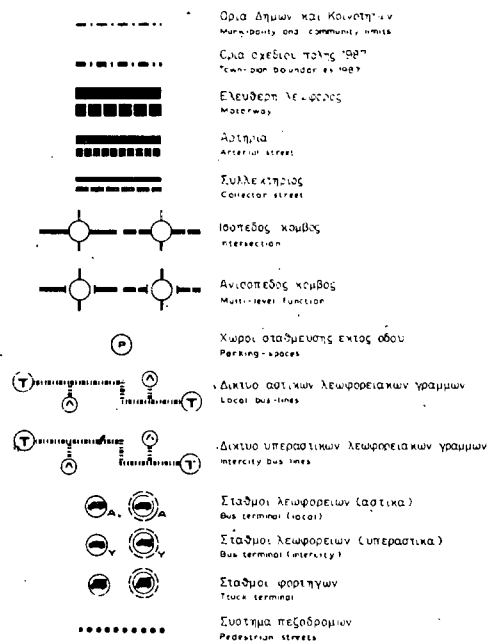 Ορια Δημων και Κοινοτητων
Municipality and community limits
Ορια σχεδιου πολης 1987
Town-plan boundaries 1987
Ελευθερη λεωφορος
Motorway
Αρτηρια
Arterial street
Συλλεκτηριος
Collector street
Ισοπεδος κομβος
Intersection
Ανισοπεδος κομβος
Multi-level function
P
Χωροι σταθμευσης εκτος οδου
Parking-spaces
T Λ Λ T
Δικτυο αστικων λεωφορειακων γραμμων
Local bus-lines
T Λ Λ T
Δικτυο υπεραστικων λεωφορειακων γραμμων
Intercity bus lines
A. A
Σταθμοι λεωφορειων (αστικα)
Bus terminal (local)
Y Y
Σταθμοι λεωφορειων (υπεραστικα)
Bus terminal (intercity)
Σταθμοι φορτηγων
Truck terminal
Συστημα πεζοδρομιων
Pedestrian streets